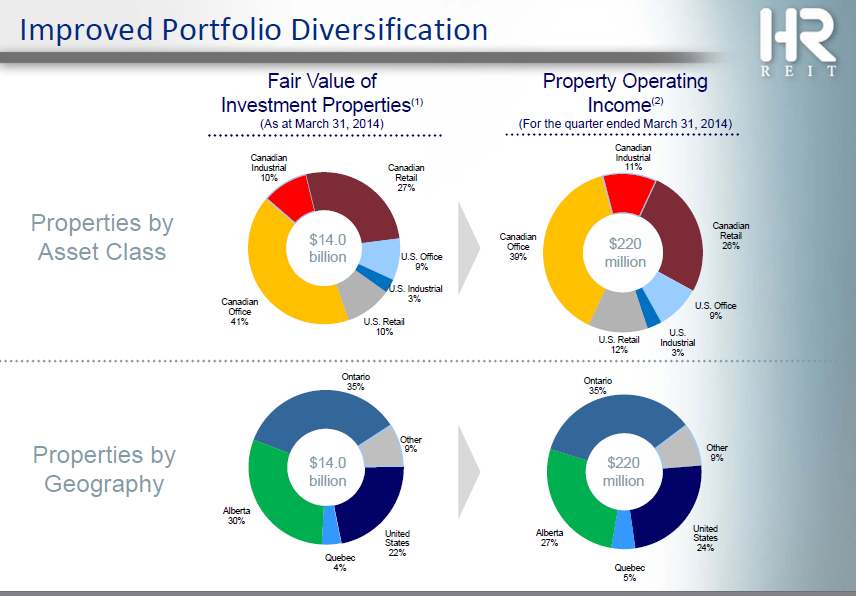 Improved Portfolio Diversification
HR
REIT
Fair Value of
Investment Properties(1)
(As at March 31, 2014)
Property Operating
Income(2)
(For the quarter ended March 31, 2014)
Properties by
Asset Class
Canadian
Industrial
10%
Canadian
Retail
27%
$14.0
billion
U.S. Office
9%
U.S. Industrial
3%
U.S. Retail
10%
Canadian
Office
41%
Canadian
Industrial
11%
Canadian
Retail
26%
Canadian
Office
39%
$220
million
U.S. Office
9%
U.S.
Industrial
3%
U.S. Retail
12%
Properties by
Geography
Ontario
35%
Other
9%
$14.0
billion
Alberta
30%
United
States
22%
Quebec
4%
Ontario
35%
Other
9%
$220
million
Alberta
27%
United
States
24%
Quebec
5%